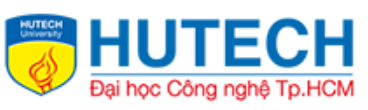 HUTECH
University
HUTECH
Đại học Công nghệ Tp.HCM